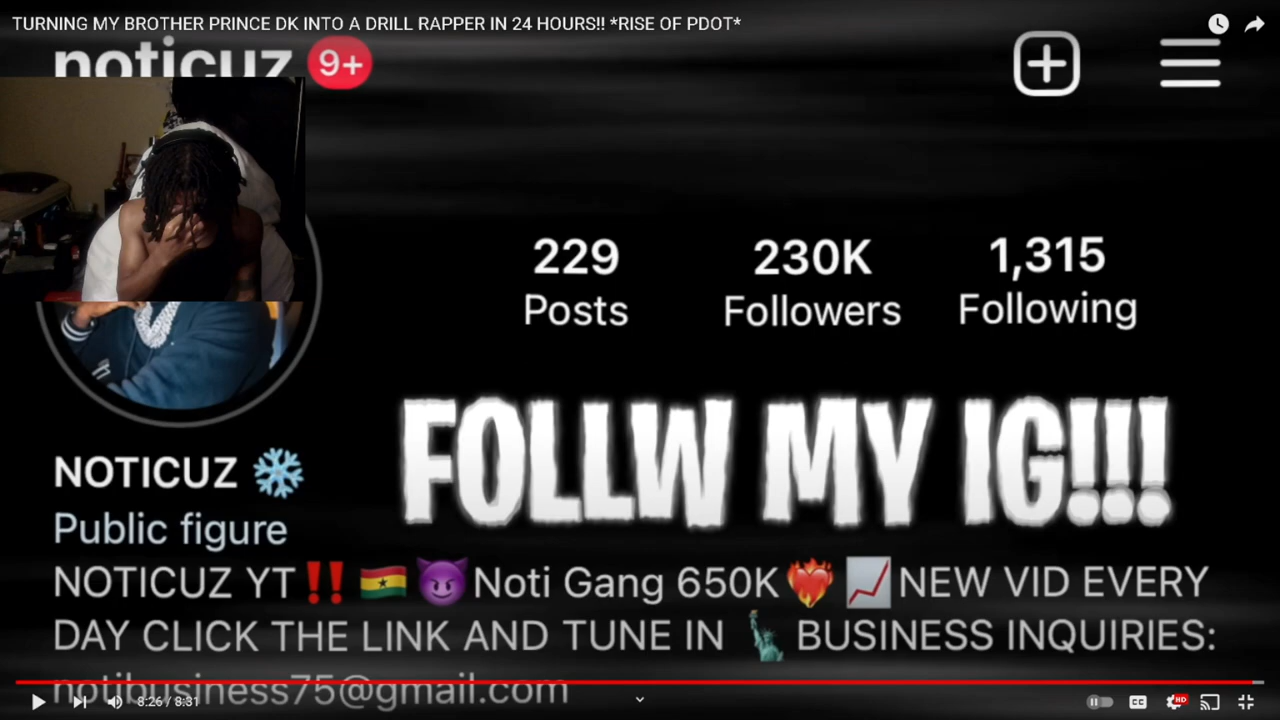 TURNING MY BROTHER PRINCE DK INTO A DRILL RAPPER IN 24 HOURS!! *RISE OF PDOT*
noticuz 9+
229 230K 1,315
Posts Followers Following
FOLLW MY IG!!!
NOTICUZ ❄️
Public figure
NOTICUZ YT‼️🇬🇭😈Noti Gang 650K❤️‍🔥📈NEW VID EVERY
DAY CLICK THE LINK AND TUNE IN 🗽BUSINESS INQUIRIES:
notibusiness75@gmail.com
8:26 / 8:31 CC HD